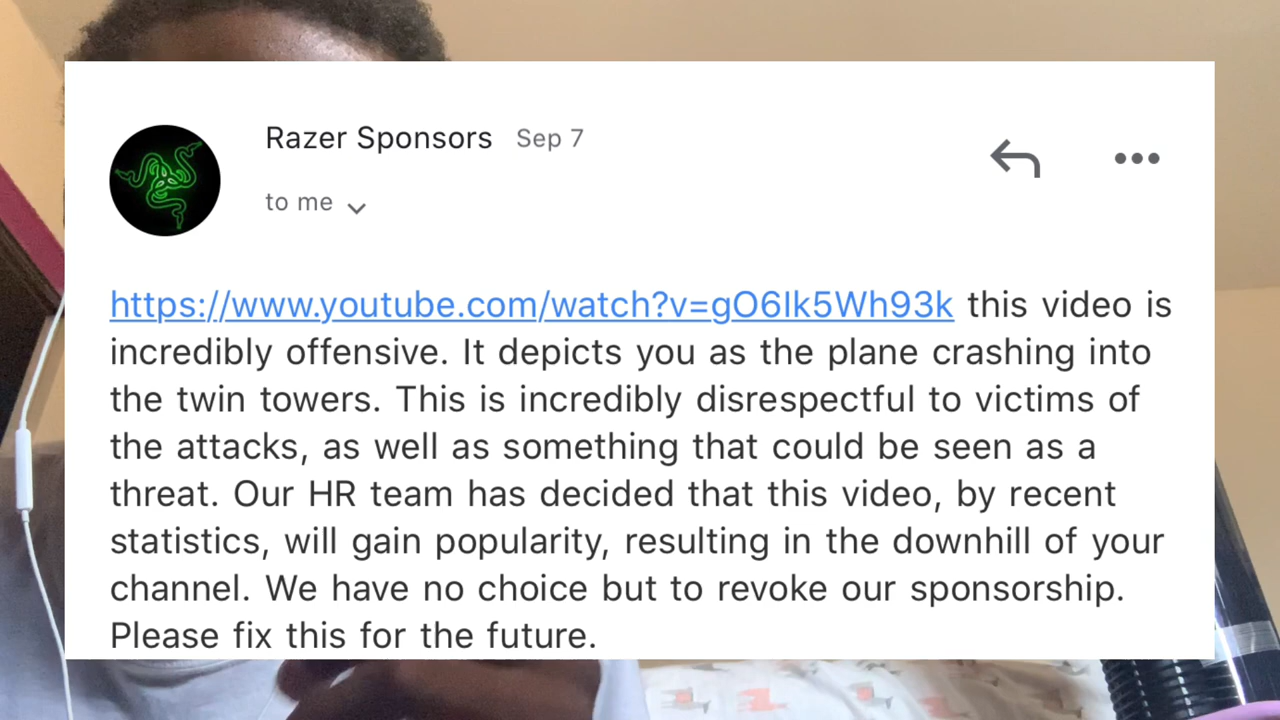 Razer Sponsors Sep 7
to me
https://www.youtube.com/watch?v=gO6Ik5Wh93k this video is
incredibly offensive. It depicts you as the plane crashing into
the twin towers. This is incredibly disrespectful to victims of
the attacks, as well as something that could be seen as a
threat. Our HR team has decided that this video, by recent
statistics, will gain popularity, resulting in the downhill of your
channel. We have no choice but to revoke our sponsorship.
Please fix this for the future.